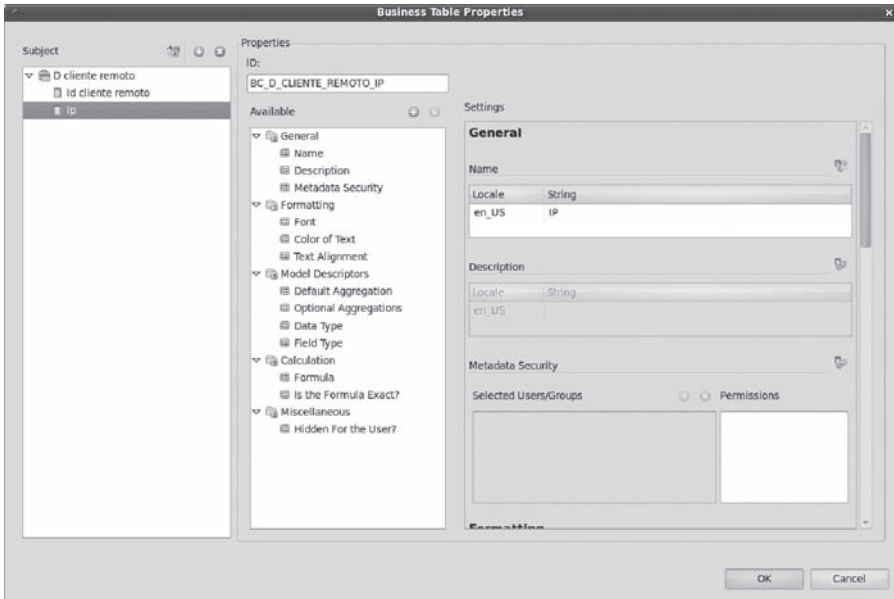 Business Table Properties
Subject
D cliente remoto
Id cliente remoto
Ip
Properties
ID:
BC_D_CLIENTE_REMOTO_IP
Available
General
Name
Description
Metadata Security
Formatting
Font
Color of Text
Text Alignment
Model Descriptors
Default Aggregation
Optional Aggregations
Data Type
Field Type
Calculation
Formula
Is the Formula Exact?
Miscellaneous
Hidden For the User?
Settings
General
Name
Locale String
en_US IP
Description
Locale String
en_US
Metadata Security
Selected Users/Groups Permissions
Formatting
OK Cancel